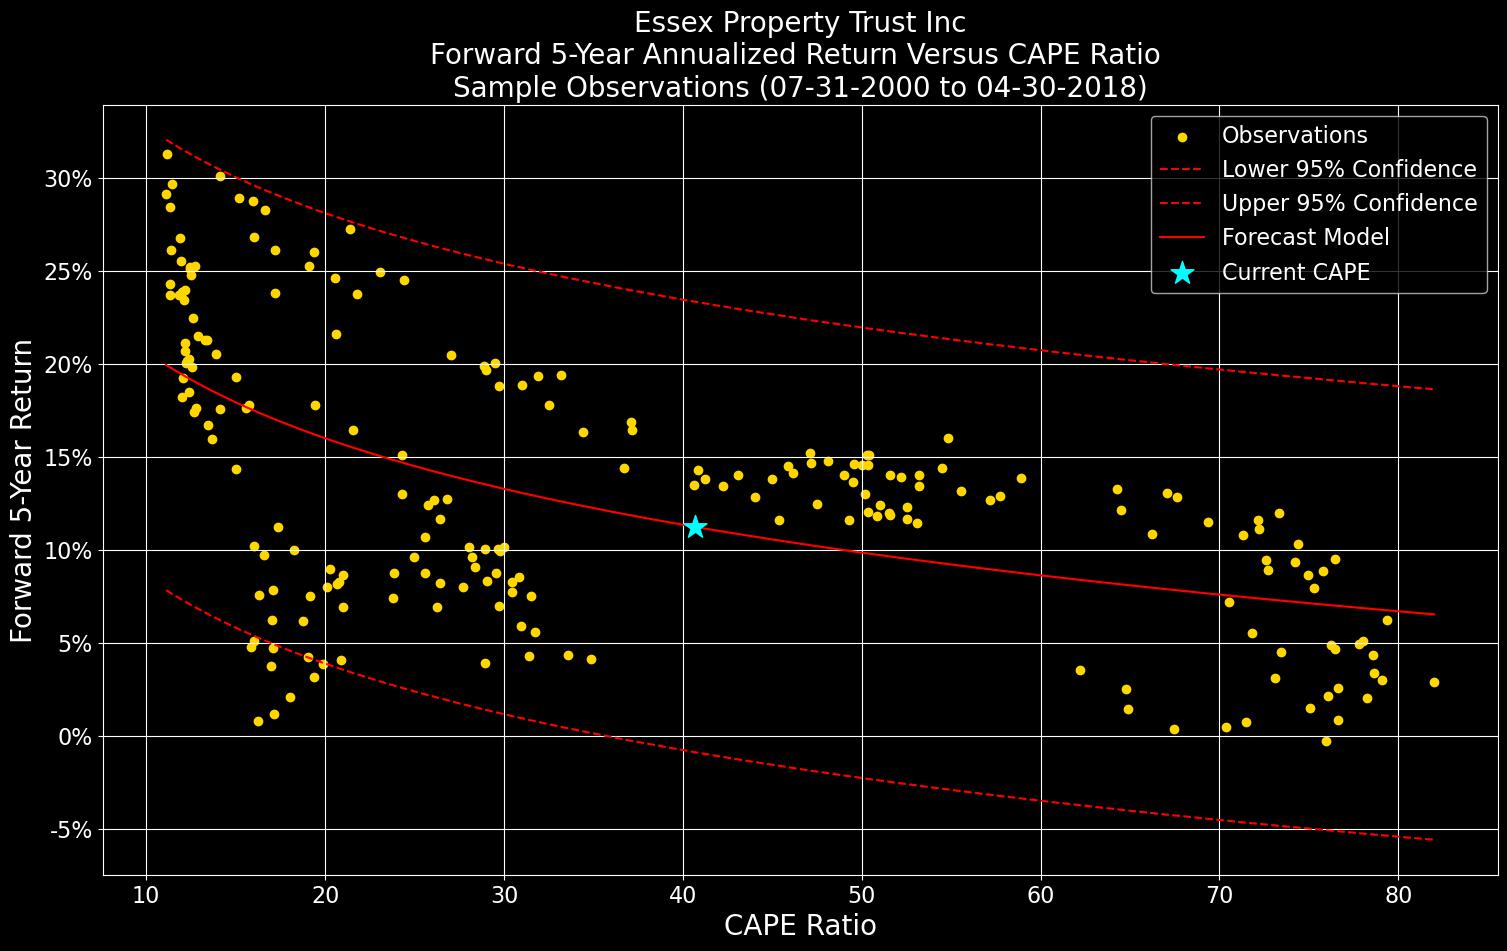 Essex Property Trust Inc
Forward 5-Year Annualized Return Versus CAPE Ratio
Sample Observations (07-31-2000 to 04-30-2018)
Observations
Lower 95% Confidence
Upper 95% Confidence
Forecast Model
Current CAPE
Forward 5-Year Return
30%
25%
20%
15%
10%
5%
0%
-5%
10 20 30 40 50 60 70 80
CAPE Ratio